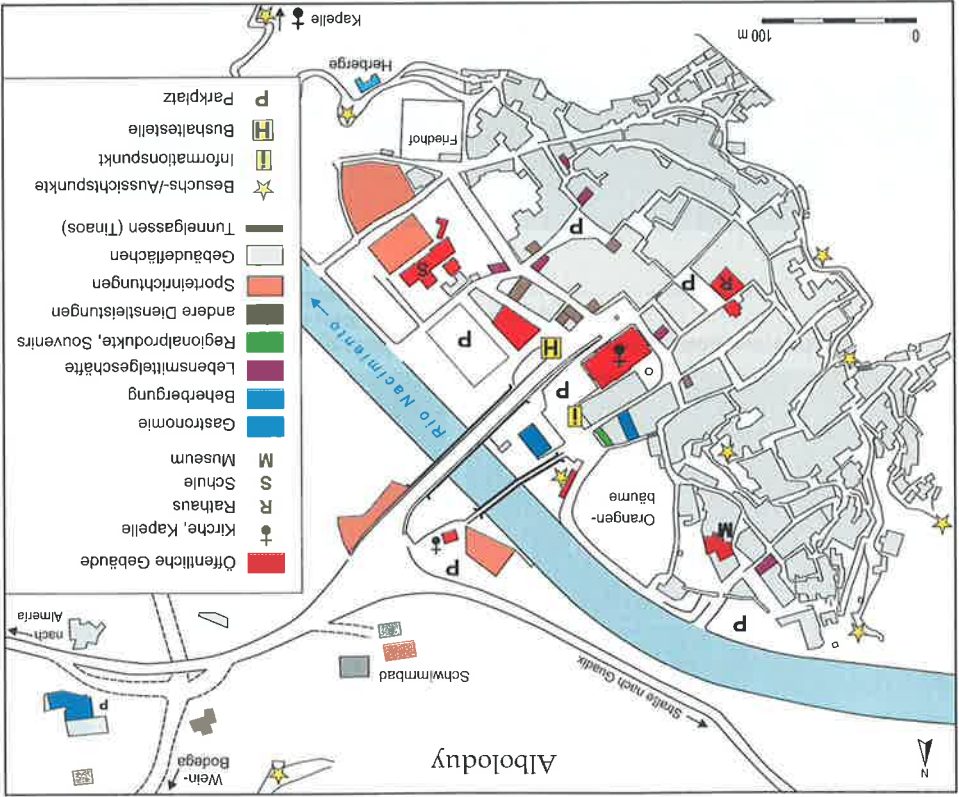 N
Alboloduy
Wein-
Bodega
P
nach
Almería
Straße nach Guadix
Schwimmbad
P
P
M
Orangen-
bäume
Río Nacimiento
i
P
H
P
R
P
P
S
Friedhof
Herberge
Kapelle
0 100 m
Öffentliche Gebäude
Kirche, Kapelle
R Rathaus
S Schule
M Museum
Gastronomie
Beherbergung
Lebensmittelgeschäfte
Regionalprodukte, Souvenirs
andere Dienstleistungen
Sporteinrichtungen
Gebäudeflächen
Tunnelgassen (Tinaos)
Besuchs-/Aussichtspunkte
i Informationspunkt
H Bushaltestelle
P Parkplatz